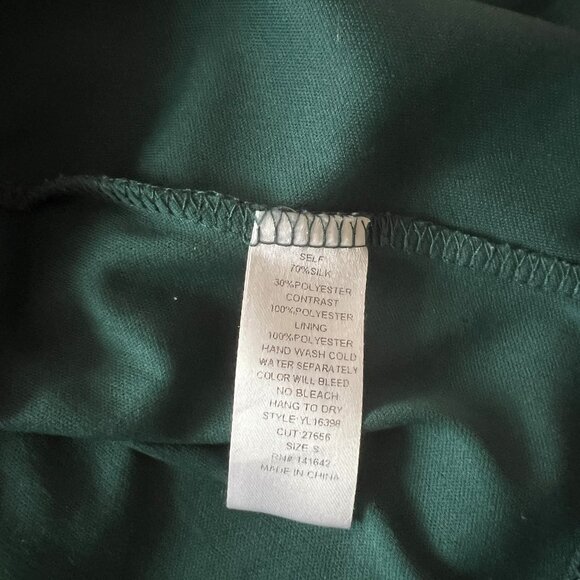 SELF
70%SILK
30%POLYESTER
CONTRAST
100%POLYESTER
LINING
100%POLYESTER
HAND WASH COLD
WATER SEPARATELY
COLOR WILL BLEED.
NO BLEACH
HANG TO DRY
STYLE:YL16398
CUT:27656
SIZE:S
RN# 141642
MADE IN CHINA